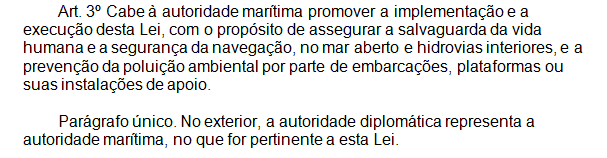 Art. 3º Cabe à autoridade marítima promover a implementação e a
execução desta Lei, com o propósito de assegurar a salvaguarda da vida
humana e a segurança da navegação, no mar aberto e hidrovias interiores, e a
prevenção da poluição ambiental por parte de embarcações, plataformas ou
suas instalações de apoio.
Parágrafo único. No exterior, a autoridade diplomática representa a
autoridade marítima, no que for pertinente a esta Lei.